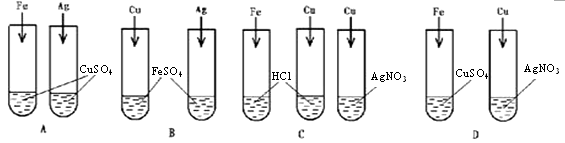 Fe Ag Cu Ag Fe Cu Cu Fe Cu
CuSO₄ FeSO₄ HCl AgNO₃ CuSO₄ AgNO₃
A B C D